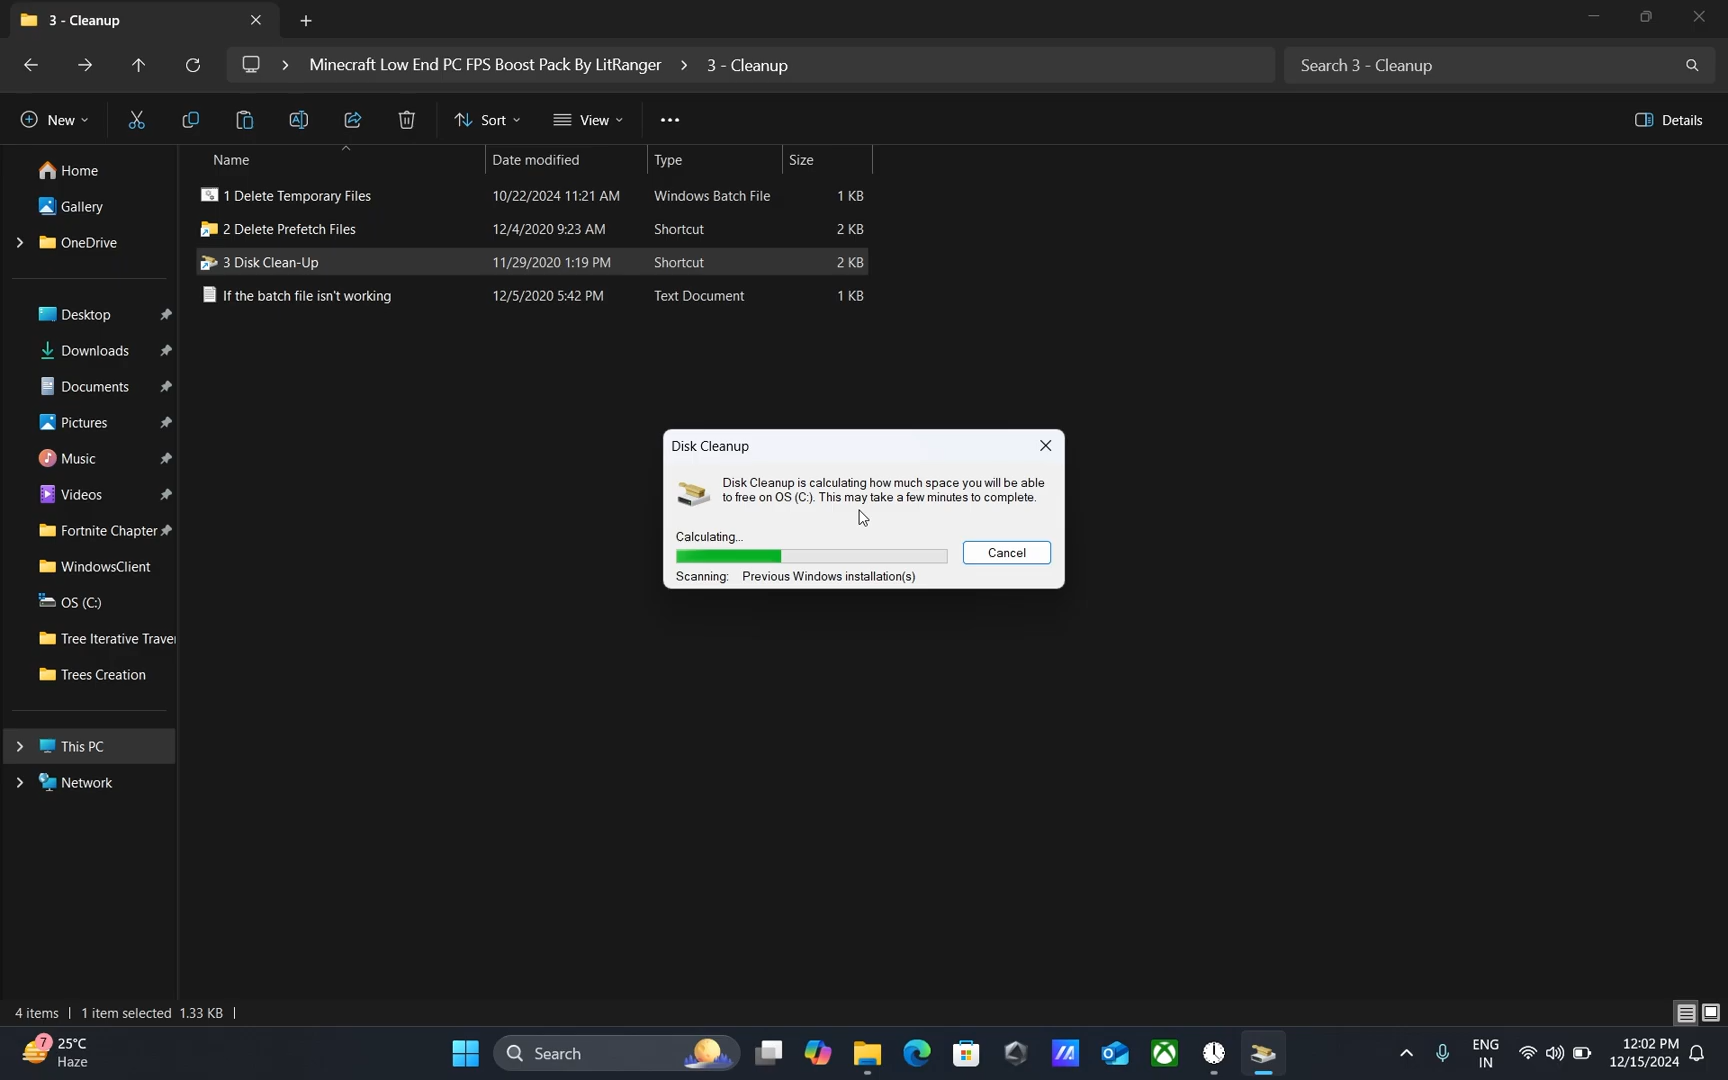 3 - Cleanup
Minecraft Low End PC FPS Boost Pack By LitRanger > 3 - Cleanup
Search 3 - Cleanup
New
Sort
View
Details
Name Date modified Type Size
1 Delete Temporary Files 10/22/2024 11:21 AM Windows Batch File 1 KB
2 Delete Prefetch Files 12/4/2020 9:23 AM Shortcut 2 KB
3 Disk Clean-Up 11/29/2020 1:19 PM Shortcut 2 KB
If the batch file isn't working 12/5/2020 5:42 PM Text Document 1 KB
Home
Gallery
OneDrive
Desktop
Downloads
Documents
Pictures
Music
Videos
Fortnite Chapter
WindowsClient
OS (C:)
Tree Iterative Traver
Trees Creation
This PC
Network
Disk Cleanup
Disk Cleanup is calculating how much space you will be able
to free on OS (C:). This may take a few minutes to complete.
Calculating...
Cancel
Scanning: Previous Windows installation(s)
4 items 1 item selected 1.33 KB
7
25°C
Haze
Search
ENG
IN
12:02 PM
12/15/2024